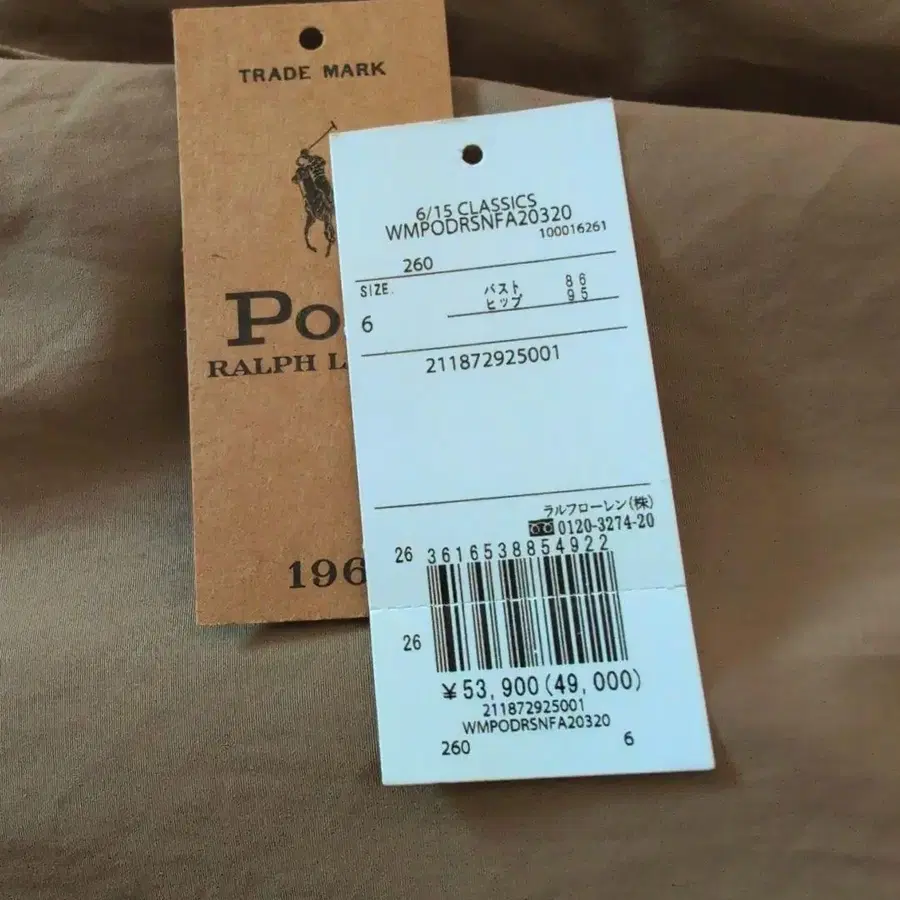 TRADE MARK
RALPH
196
6/15 CLASSICS
WMPODRSNFA20320
100016261
260
SIZE.
バスト 86
ヒップ 95
6
211872925001
ラルフローレン(株)
0120-3274-20
26 3616538854922
26
¥53,900(49,000)
211872925001
WMPODRSNFA20320
260 6